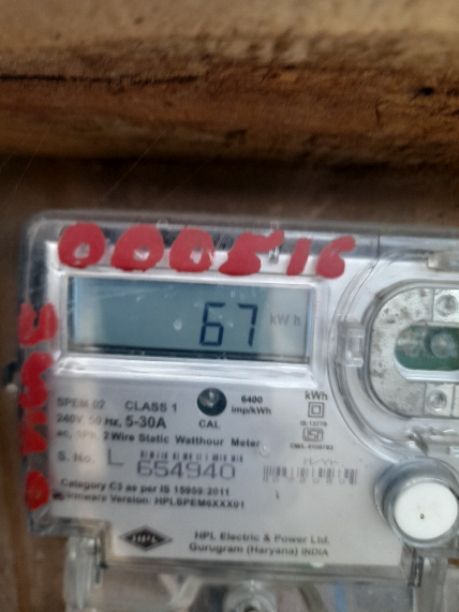 000516
67 kWh
SPEM 02 CLASS 1
240V, 50 Hz, 5-30A
CAL
6400
imp/kWh
kWh
ac, 1Ph, 2 Wire Static Watthour Meter
S. No. L 654940
Category C3 as per IS 15959:2011
Firmware Version: HPLSPEM6XXX01
HPL
HPL Electric & Power Ltd.
Gurugram (Haryana) INDIA